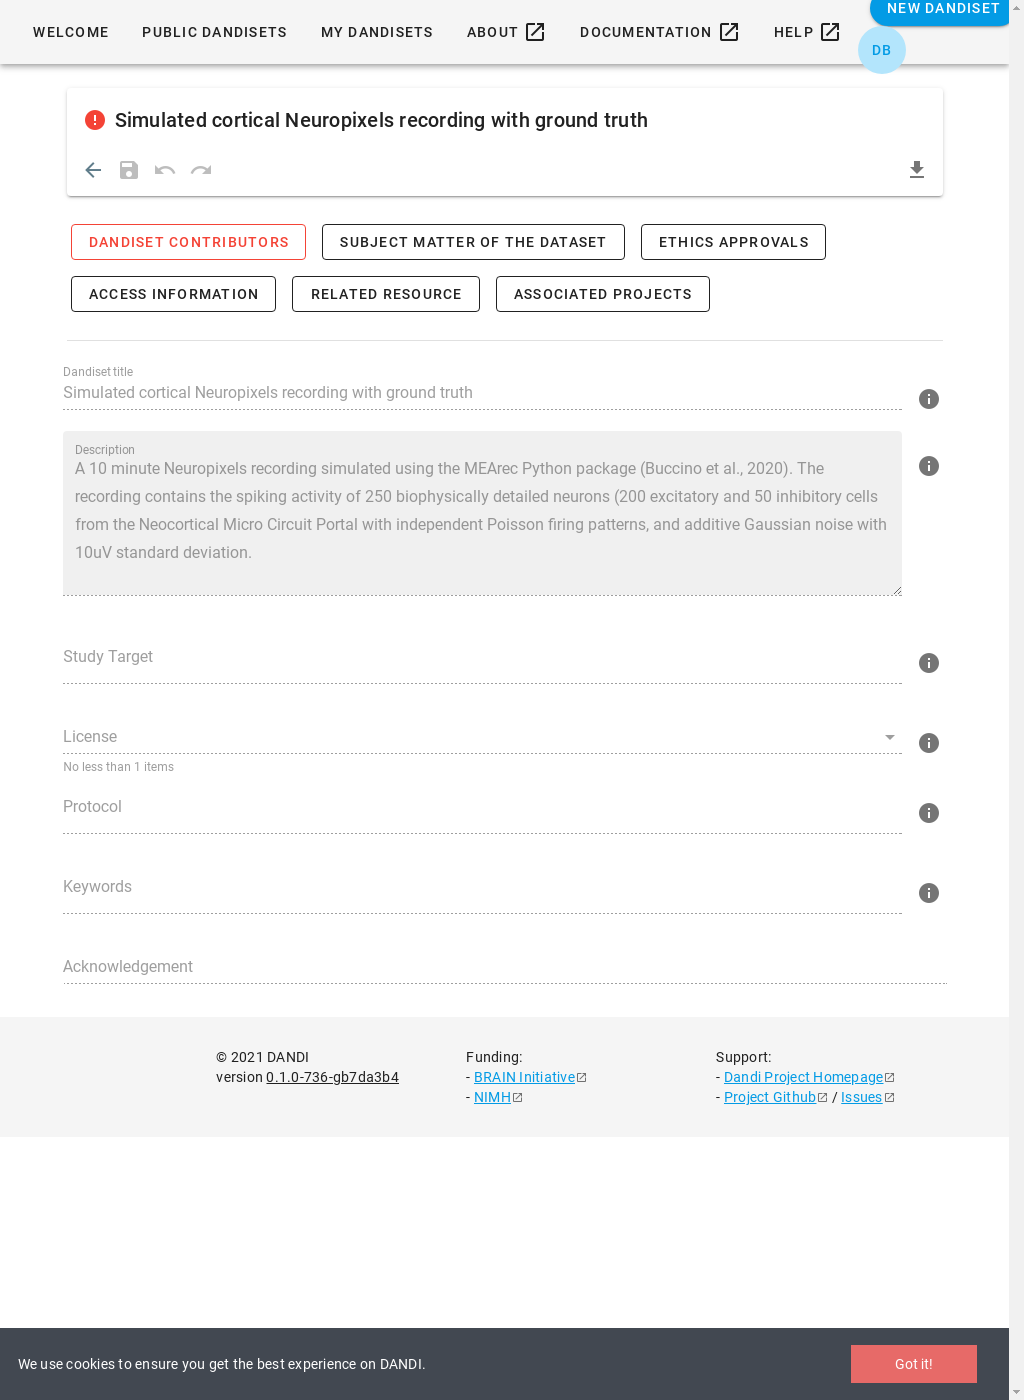 WELCOME PUBLIC DANDISETS MY DANDISETS ABOUT DOCUMENTATION HELP NEW DANDISET
DB
Simulated cortical Neuropixels recording with ground truth
DANDISET CONTRIBUTORS SUBJECT MATTER OF THE DATASET ETHICS APPROVALS
ACCESS INFORMATION RELATED RESOURCE ASSOCIATED PROJECTS
Dandiset title
Simulated cortical Neuropixels recording with ground truth
Description
A 10 minute Neuropixels recording simulated using the MEArec Python package (Buccino et al., 2020). The
recording contains the spiking activity of 250 biophysically detailed neurons (200 excitatory and 50 inhibitory cells
from the Neocortical Micro Circuit Portal with independent Poisson firing patterns, and additive Gaussian noise with
10uV standard deviation.
Study Target
License
No less than 1 items
Protocol
Keywords
Acknowledgement
© 2021 DANDI Funding: Support:
version 0.1.0-736-gb7da3b4 - BRAIN Initiative - Dandi Project Homepage
- NIMH - Project Github / Issues
We use cookies to ensure you get the best experience on DANDI. Got it!